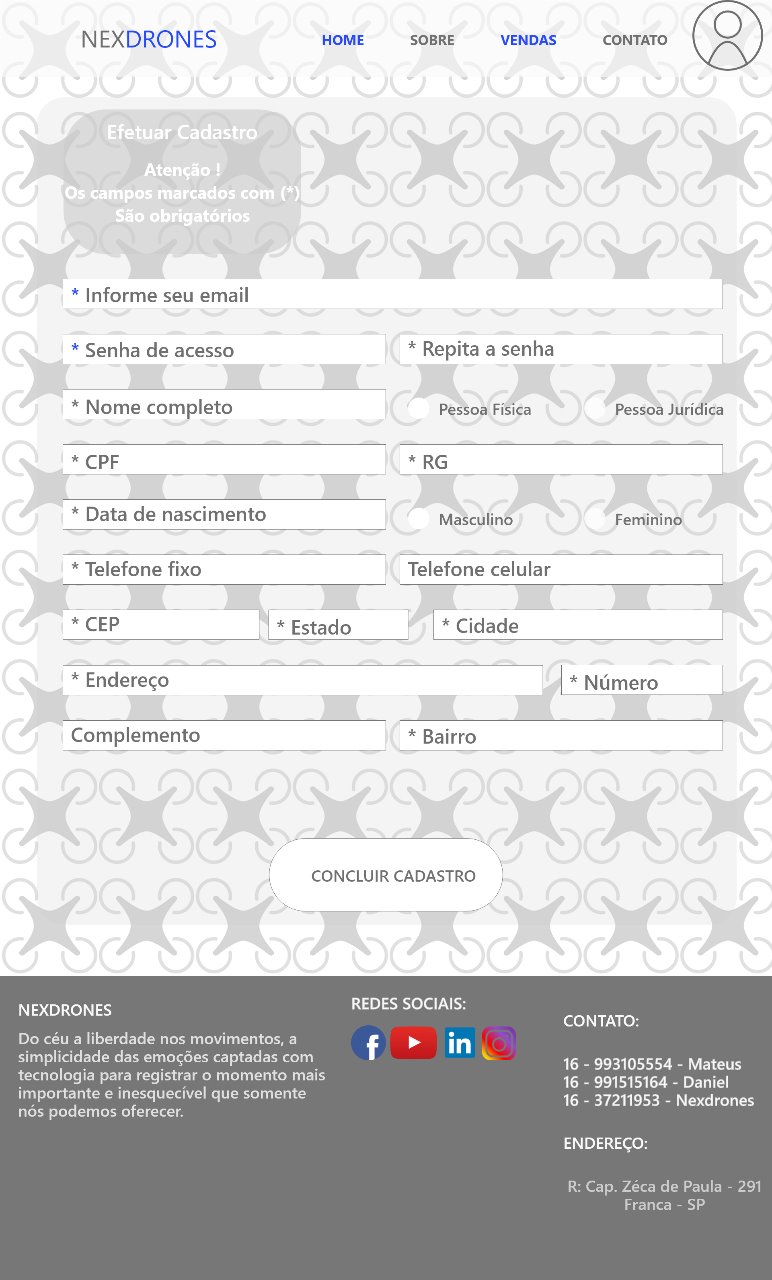 NEXDRONES
HOME SOBRE VENDAS CONTATO
Efetuar Cadastro
Atenção !
Os campos marcados com (*)
São obrigatórios
* Informe seu email
* Senha de acesso * Repita a senha
* Nome completo Pessoa Física Pessoa Jurídica
* CPF * RG
* Data de nascimento Masculino Feminino
* Telefone fixo Telefone celular
* CEP * Estado * Cidade
* Endereço * Número
Complemento * Bairro
CONCLUIR CADASTRO
NEXDRONES
Do céu a liberdade nos movimentos, a
simplicidade das emoções captadas com
tecnologia para registrar o momento mais
importante e inesquecível que somente
nós podemos oferecer.
REDES SOCIAIS:
CONTATO:
16 - 993105554 - Mateus
16 - 991515164 - Daniel
16 - 37211953 - Nexdrones
ENDEREÇO:
R: Cap. Zéca de Paula - 291
Franca - SP